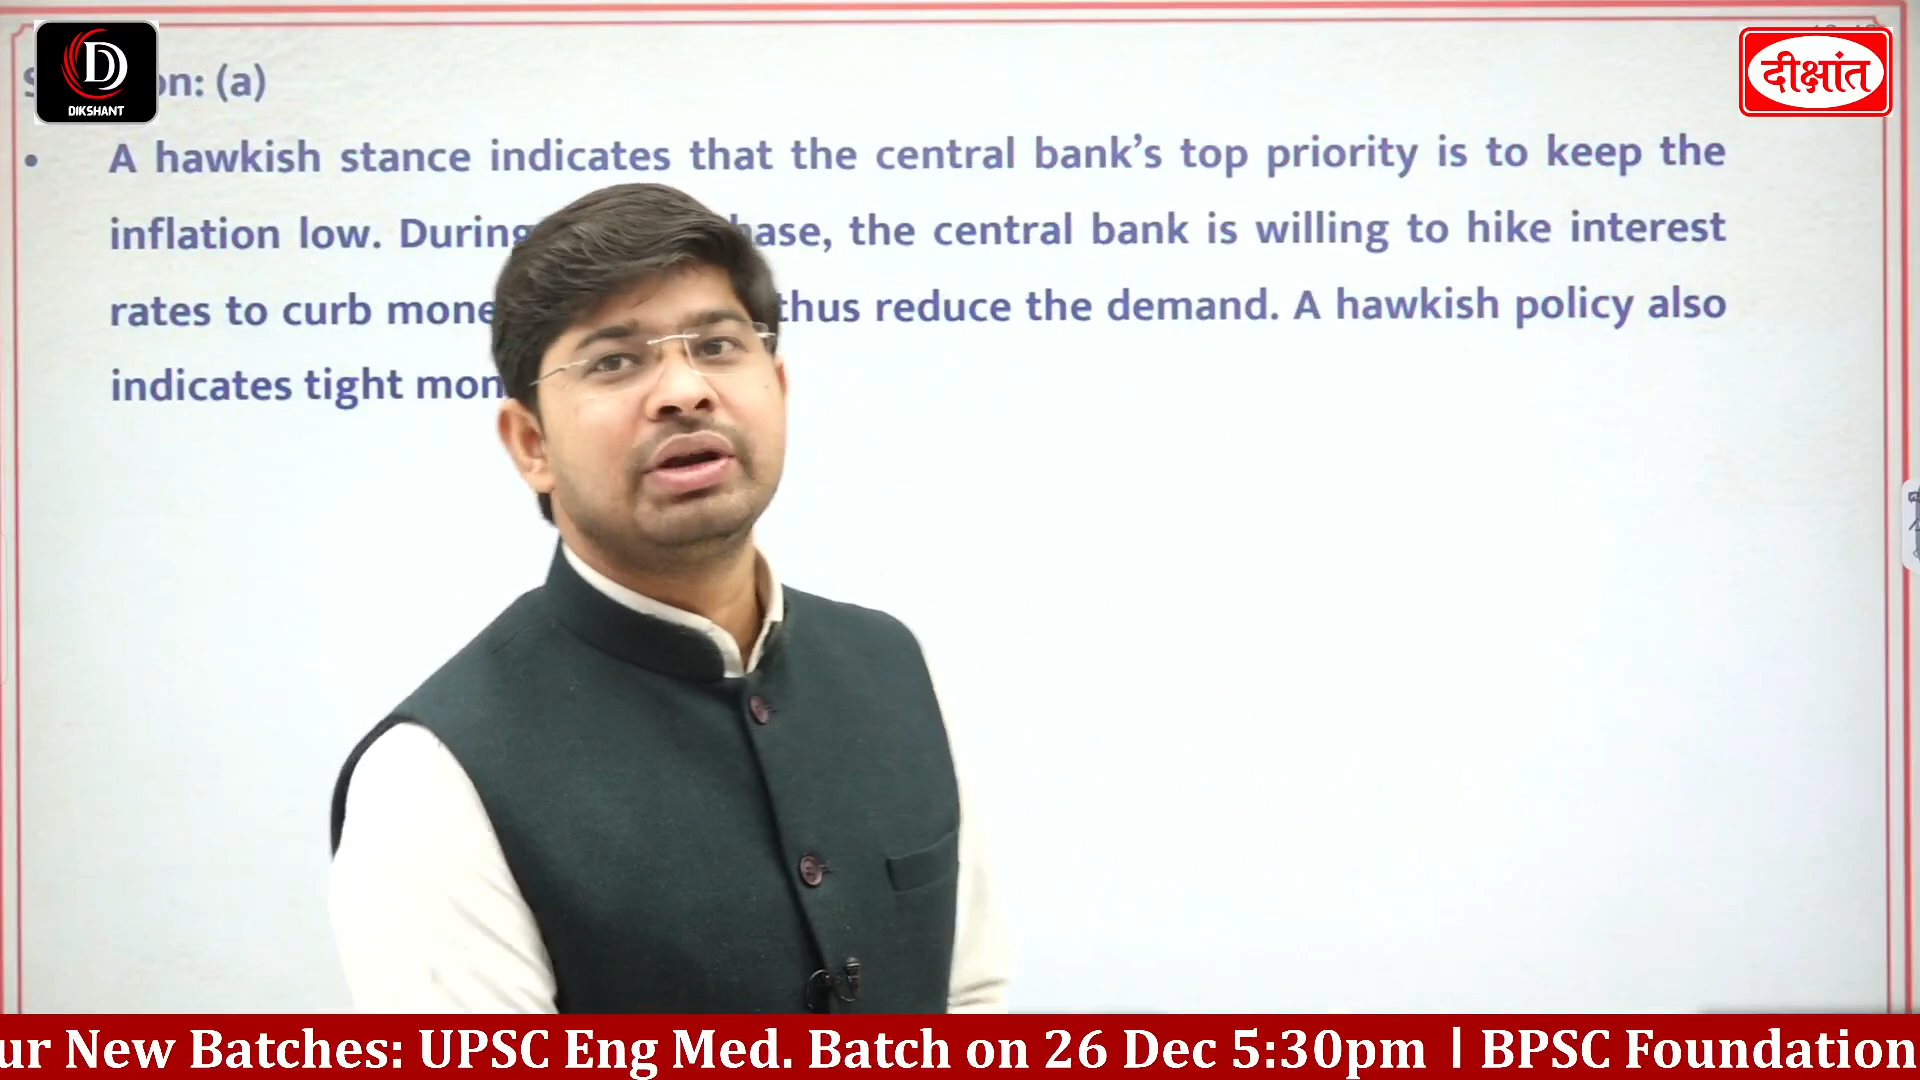 DIKSHANT
दीक्षांत
on: (a)
• A hawkish stance indicates that the central bank’s top priority is to keep the
inflation low. During hase, the central bank is willing to hike interest
rates to curb mone thus reduce the demand. A hawkish policy also
indicates tight mon
ur New Batches: UPSC Eng Med. Batch on 26 Dec 5:30pm | BPSC Foundation